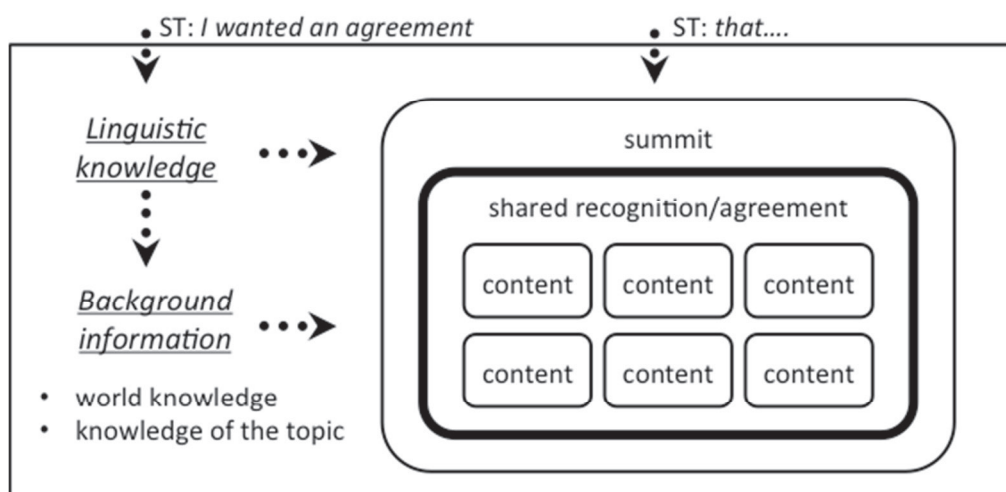 ST: I wanted an agreement
ST: that....
Linguistic
knowledge
summit
shared recognition/agreement
content content content
content content content
Background
information
• world knowledge
• knowledge of the topic